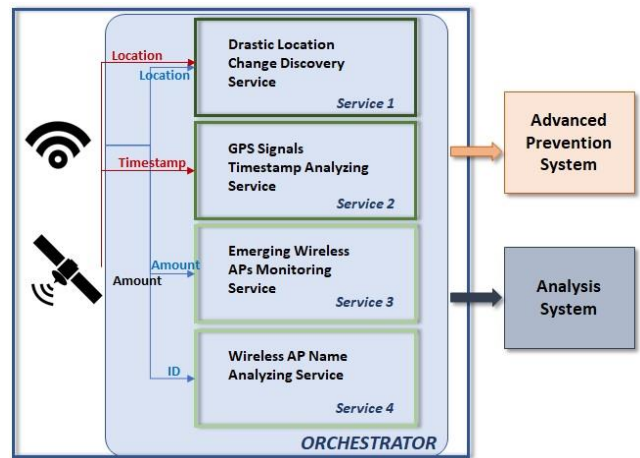 Location
Location
Drastic Location
Change Discovery
Service
Service 1
Timestamp
GPS Signals
Timestamp Analyzing
Service
Service 2
Amount
Amount
Emerging Wireless
APs Monitoring
Service
Service 3
ID
Wireless AP Name
Analyzing Service
Service 4
ORCHESTRATOR
Advanced
Prevention
System
Analysis
System